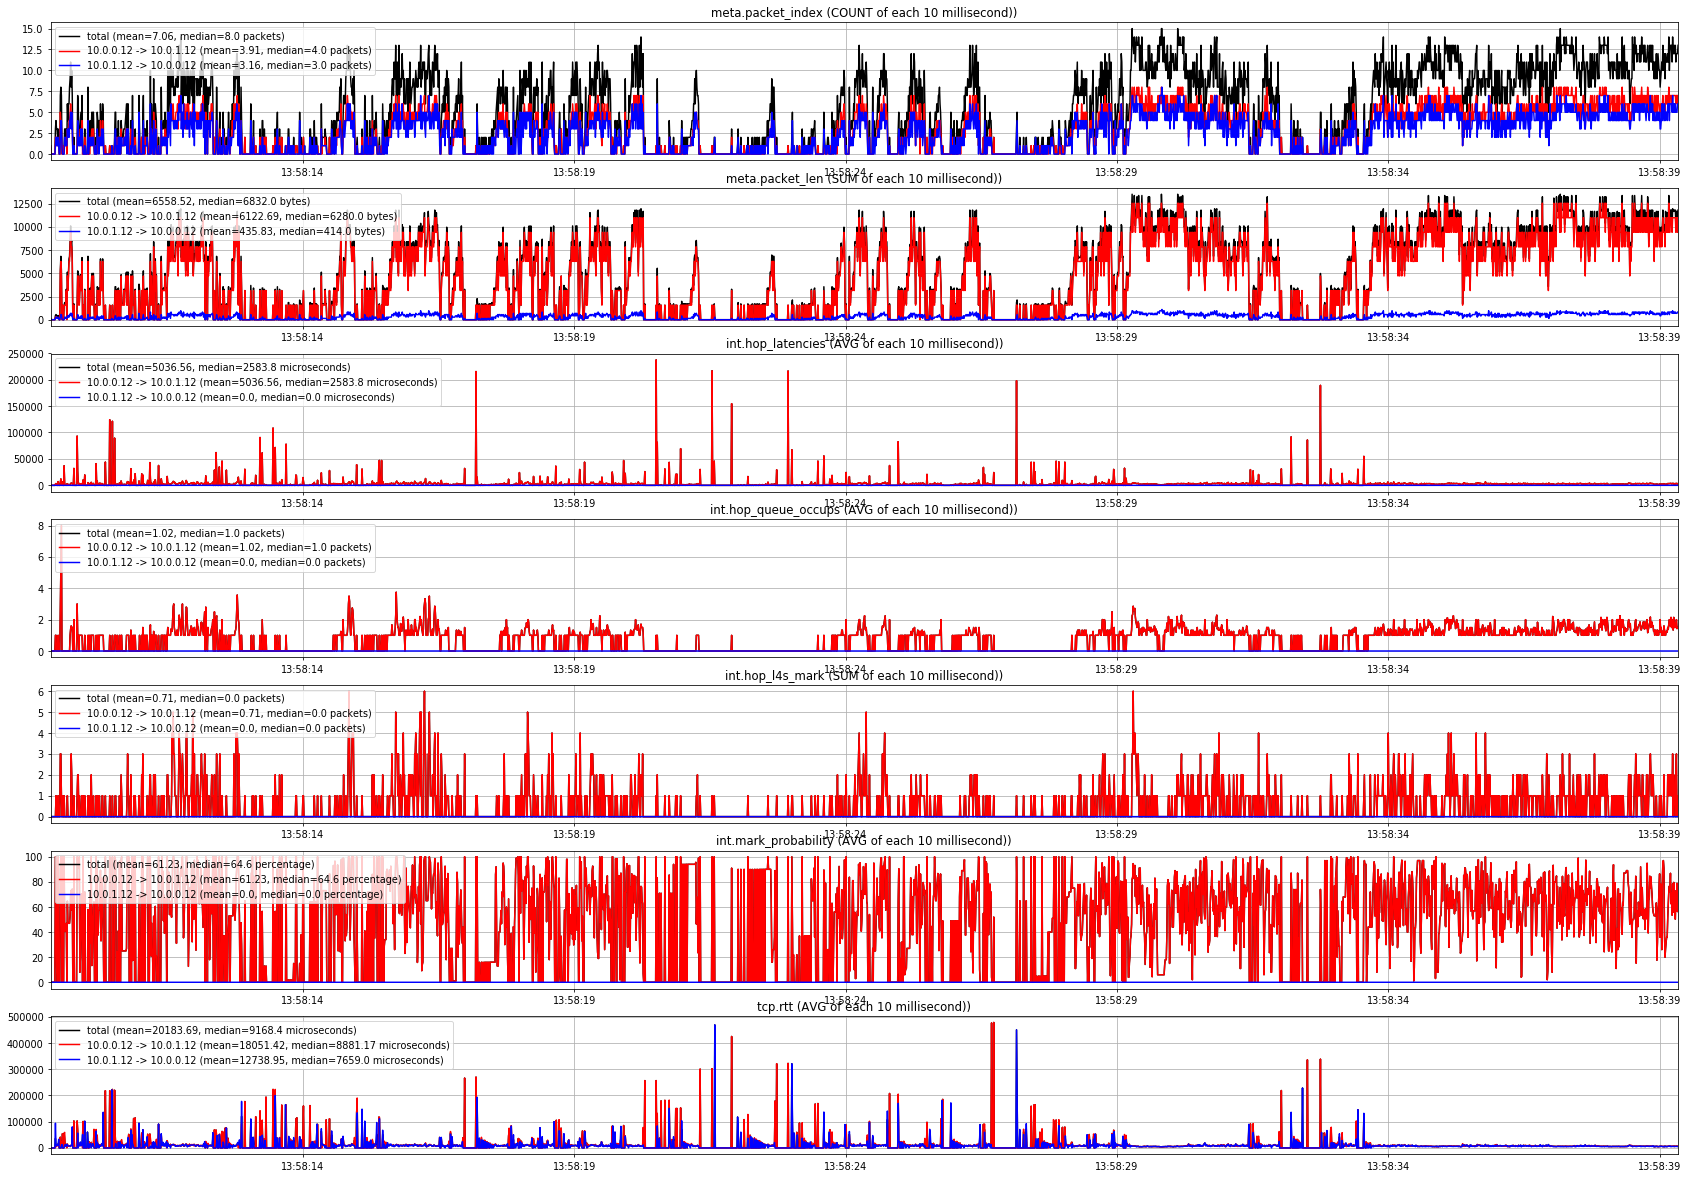 meta.packet_index (COUNT of each 10 millisecond))
15.0
12.5
10.0
7.5
5.0
2.5
0.0
total (mean=7.06, median=8.0 packets)
10.0.0.12 -> 10.0.1.12 (mean=3.91, median=4.0 packets)
10.0.1.12 -> 10.0.0.12 (mean=3.16, median=3.0 packets)
13:58:14 13:58:19 13:58:24 13:58:29 13:58:34 13:58:39
meta.packet_len (SUM of each 10 millisecond))
12500
10000
7500
5000
2500
0
total (mean=6558.52, median=6832.0 bytes)
10.0.0.12 -> 10.0.1.12 (mean=6122.69, median=6280.0 bytes)
10.0.1.12 -> 10.0.0.12 (mean=435.83, median=414.0 bytes)
13:58:14 13:58:19 13:58:24 13:58:29 13:58:34 13:58:39
int.hop_latencies (AVG of each 10 millisecond))
250000
200000
150000
100000
50000
0
total (mean=5036.56, median=2583.8 microseconds)
10.0.0.12 -> 10.0.1.12 (mean=5036.56, median=2583.8 microseconds)
10.0.1.12 -> 10.0.0.12 (mean=0.0, median=0.0 microseconds)
13:58:14 13:58:19 13:58:24 13:58:29 13:58:34 13:58:39
int.hop_queue_occups (AVG of each 10 millisecond))
8
6
4
2
0
total (mean=1.02, median=1.0 packets)
10.0.0.12 -> 10.0.1.12 (mean=1.02, median=1.0 packets)
10.0.1.12 -> 10.0.0.12 (mean=0.0, median=0.0 packets)
13:58:14 13:58:19 13:58:24 13:58:29 13:58:34 13:58:39
int.hop_l4s_mark (SUM of each 10 millisecond))
6
5
4
3
2
1
0
total (mean=0.71, median=0.0 packets)
10.0.0.12 -> 10.0.1.12 (mean=0.71, median=0.0 packets)
10.0.1.12 -> 10.0.0.12 (mean=0.0, median=0.0 packets)
13:58:14 13:58:19 13:58:24 13:58:29 13:58:34 13:58:39
int.mark_probability (AVG of each 10 millisecond))
100
80
60
40
20
0
total (mean=61.23, median=64.6 percentage)
10.0.0.12 -> 10.0.1.12 (mean=61.23, median=64.6 percentage)
10.0.1.12 -> 10.0.0.12 (mean=0.0, median=0.0 percentage)
13:58:14 13:58:19 13:58:24 13:58:29 13:58:34 13:58:39
tcp.rtt (AVG of each 10 millisecond))
500000
400000
300000
200000
100000
0
total (mean=20183.69, median=9168.4 microseconds)
10.0.0.12 -> 10.0.1.12 (mean=18051.42, median=8881.17 microseconds)
10.0.1.12 -> 10.0.0.12 (mean=12738.95, median=7659.0 microseconds)
13:58:14 13:58:19 13:58:24 13:58:29 13:58:34 13:58:39